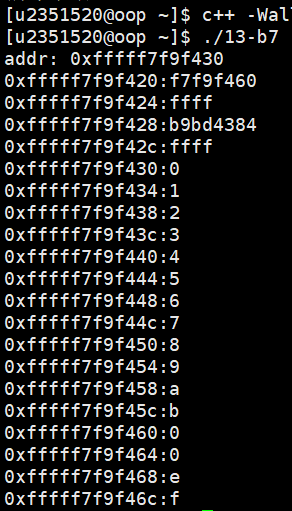 [u2351520@oop ~]$ c++ -Wal
[u2351520@oop ~]$ ./13-b7
addr: 0xfffff7f9f430
0xfffff7f9f420:f7f9f460
0xfffff7f9f424:ffff
0xfffff7f9f428:b9bd4384
0xfffff7f9f42c:ffff
0xfffff7f9f430:0
0xfffff7f9f434:1
0xfffff7f9f438:2
0xfffff7f9f43c:3
0xfffff7f9f440:4
0xfffff7f9f444:5
0xfffff7f9f448:6
0xfffff7f9f44c:7
0xfffff7f9f450:8
0xfffff7f9f454:9
0xfffff7f9f458:a
0xfffff7f9f45c:b
0xfffff7f9f460:0
0xfffff7f9f464:0
0xfffff7f9f468:e
0xfffff7f9f46c:f